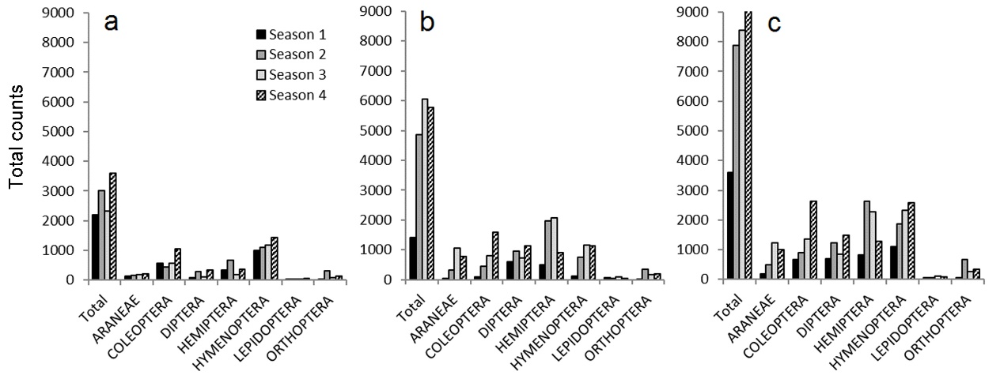 a
9000
8000
7000
6000
5000
4000
3000
2000
1000
0
Total counts
Season 1
Season 2
Season 3
Season 4
Total
ARANEAE
COLEOPTERA
DIPTERA
HEMIPTERA
HYMENOPTERA
LEPIDOPTERA
ORTHOPTERA
b
9000
8000
7000
6000
5000
4000
3000
2000
1000
0
Total
ARANEAE
COLEOPTERA
DIPTERA
HEMIPTERA
HYMENOPTERA
LEPIDOPTERA
ORTHOPTERA
c
9000
8000
7000
6000
5000
4000
3000
2000
1000
0
Total
ARANEAE
COLEOPTERA
DIPTERA
HEMIPTERA
HYMENOPTERA
LEPIDOPTERA
ORTHOPTERA